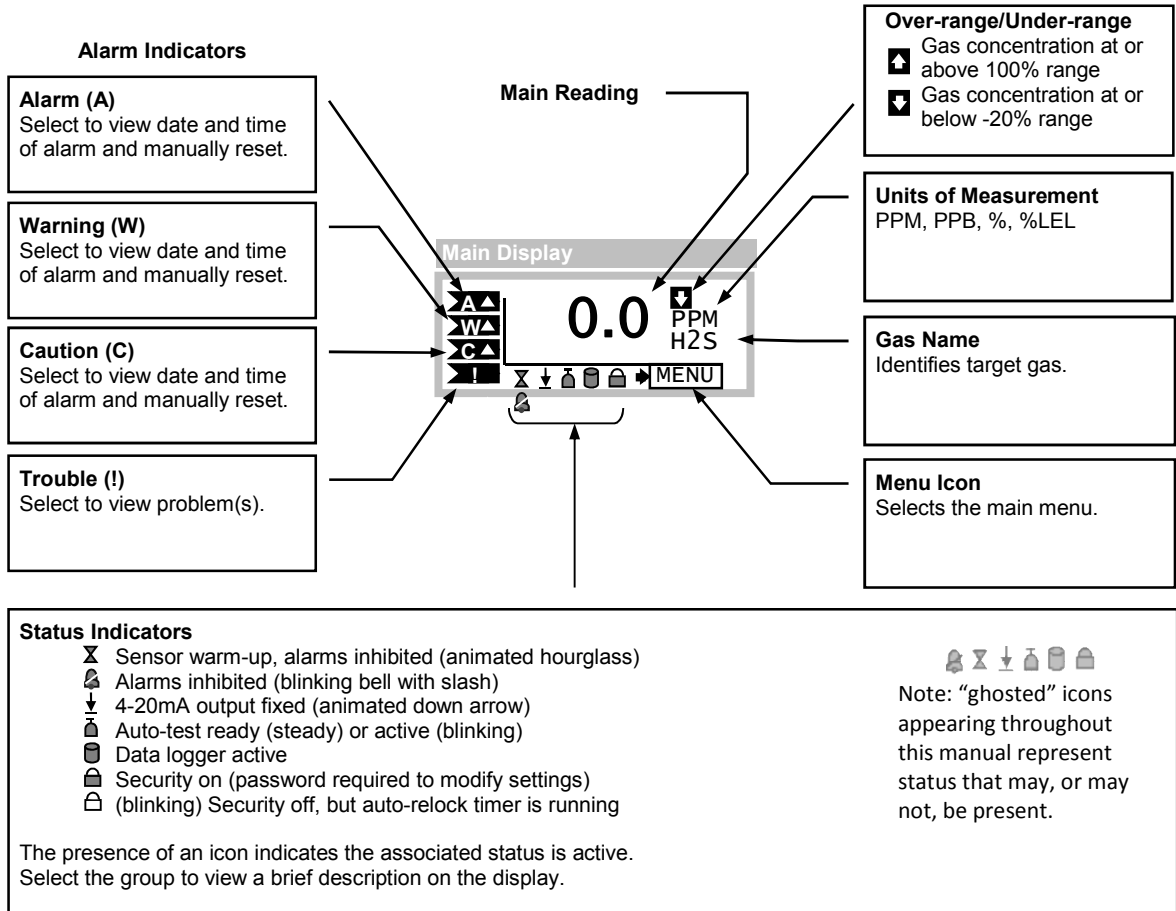 Alarm Indicators
Alarm (A)
Select to view date and time
of alarm and manually reset.
Warning (W)
Select to view date and time
of alarm and manually reset.
Caution (C)
Select to view date and time
of alarm and manually reset.
Trouble (!)
Select to view problem(s).
Main Reading
Main Display
A
W
C
!
0.0
PPM
H2S
MENU
Over-range/Under-range
Gas concentration at or
above 100% range
Gas concentration at or
below -20% range
Units of Measurement
PPM, PPB, %, %LEL
Gas Name
Identifies target gas.
Menu Icon
Selects the main menu.
Status Indicators
Sensor warm-up, alarms inhibited (animated hourglass)
Alarms inhibited (blinking bell with slash)
4-20mA output fixed (animated down arrow)
Auto-test ready (steady) or active (blinking)
Data logger active
Security on (password required to modify settings)
(blinking) Security off, but auto-relock timer is running
The presence of an icon indicates the associated status is active.
Select the group to view a brief description on the display.
Note: “ghosted” icons
appearing throughout
this manual represent
status that may, or may
not, be present.